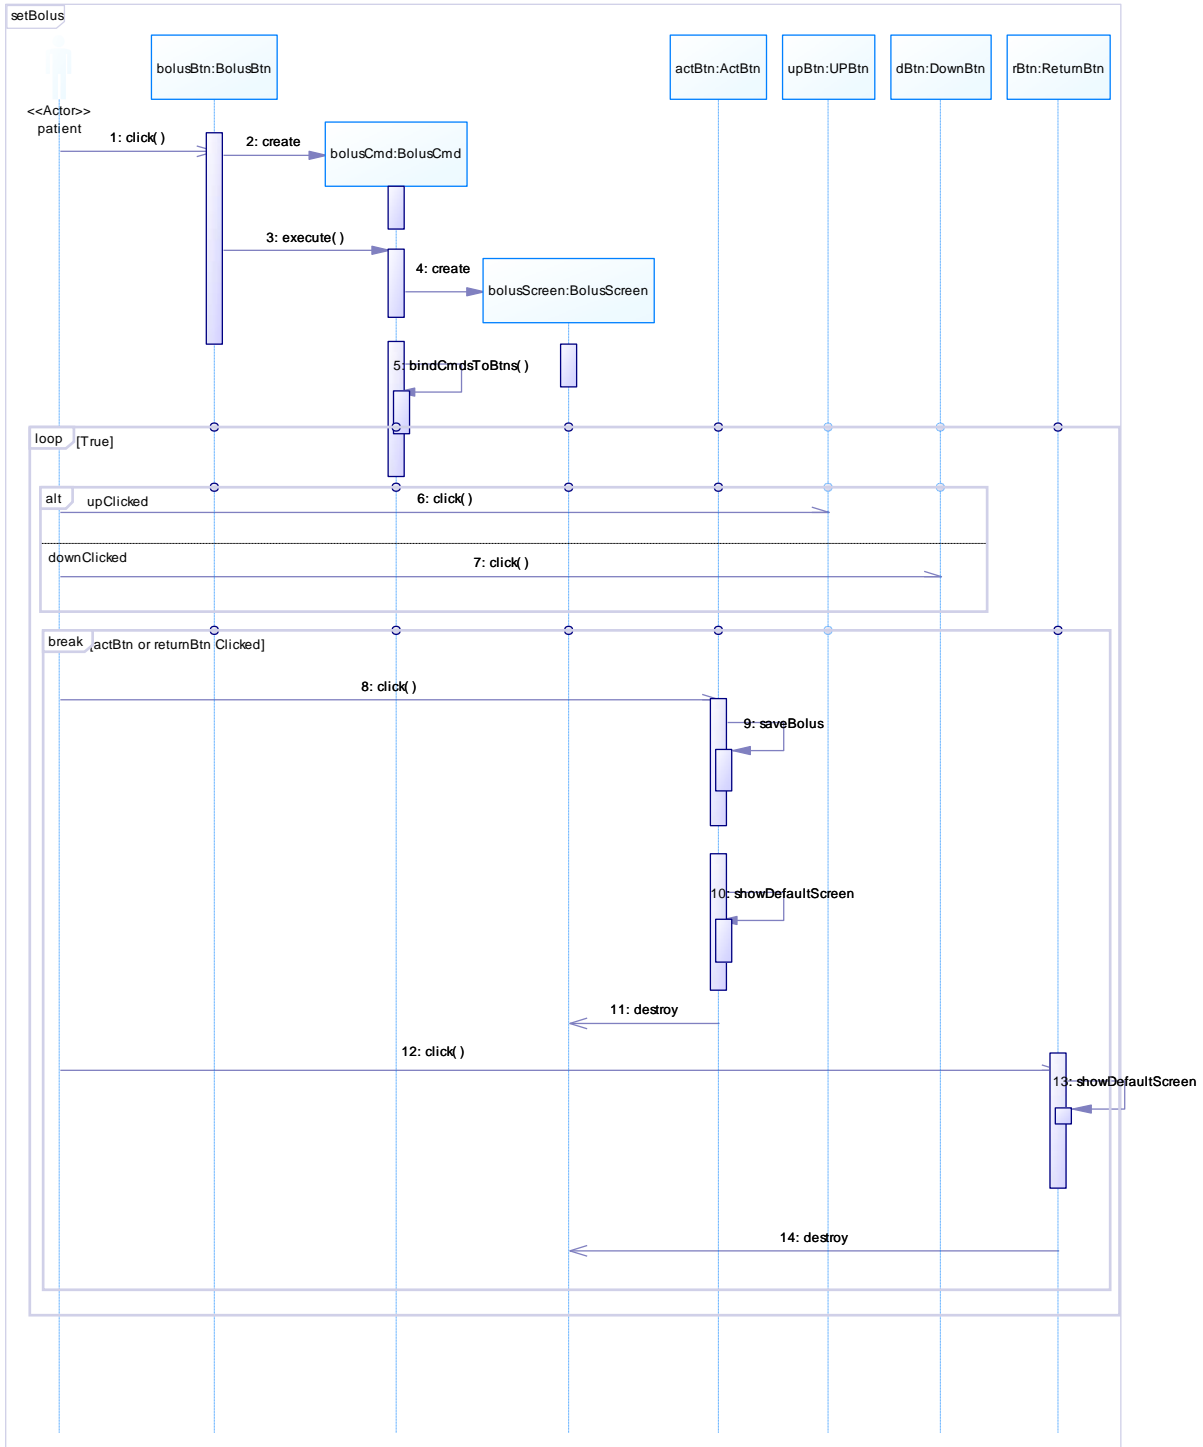 setBolus
bolusBtn:BolusBtn
actBtn:ActBtn
upBtn:UPBtn
dBtn:DownBtn
rBtn:ReturnBtn
<<Actor>>
patient
1: click( )
2: create
bolusCmd:BolusCmd
3: execute( )
4: create
bolusScreen:BolusScreen
5: bindCmdsToBtns( )
loop
[True]
alt
upClicked
6: click( )
downClicked
7: click( )
break
[actBtn or returnBtn Clicked]
8: click( )
9: saveBolus
10: showDefaultScreen
11: destroy
12: click( )
13: showDefaultScreen
14: destroy